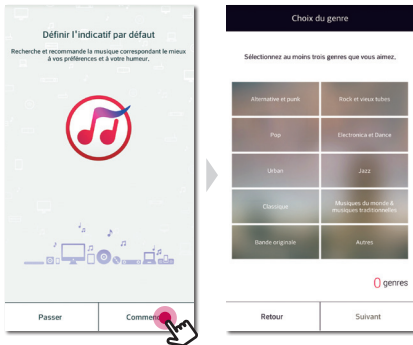 Définir l'indicatif par défaut
Recherche et recommande la musique correspondant le mieux
à vos préférences et à votre humeur.
Passer
Commen
Choix du genre
Sélectionnez au moins trois genres que vous aimez.
Alternative et punk
Rock et vieux tubes
Pop
Electronica et Dance
Urban
Jazz
Classique
Musiques du monde &
musiques traditionnelles
Bande originale
Autres
0 genres
Retour
Suivant